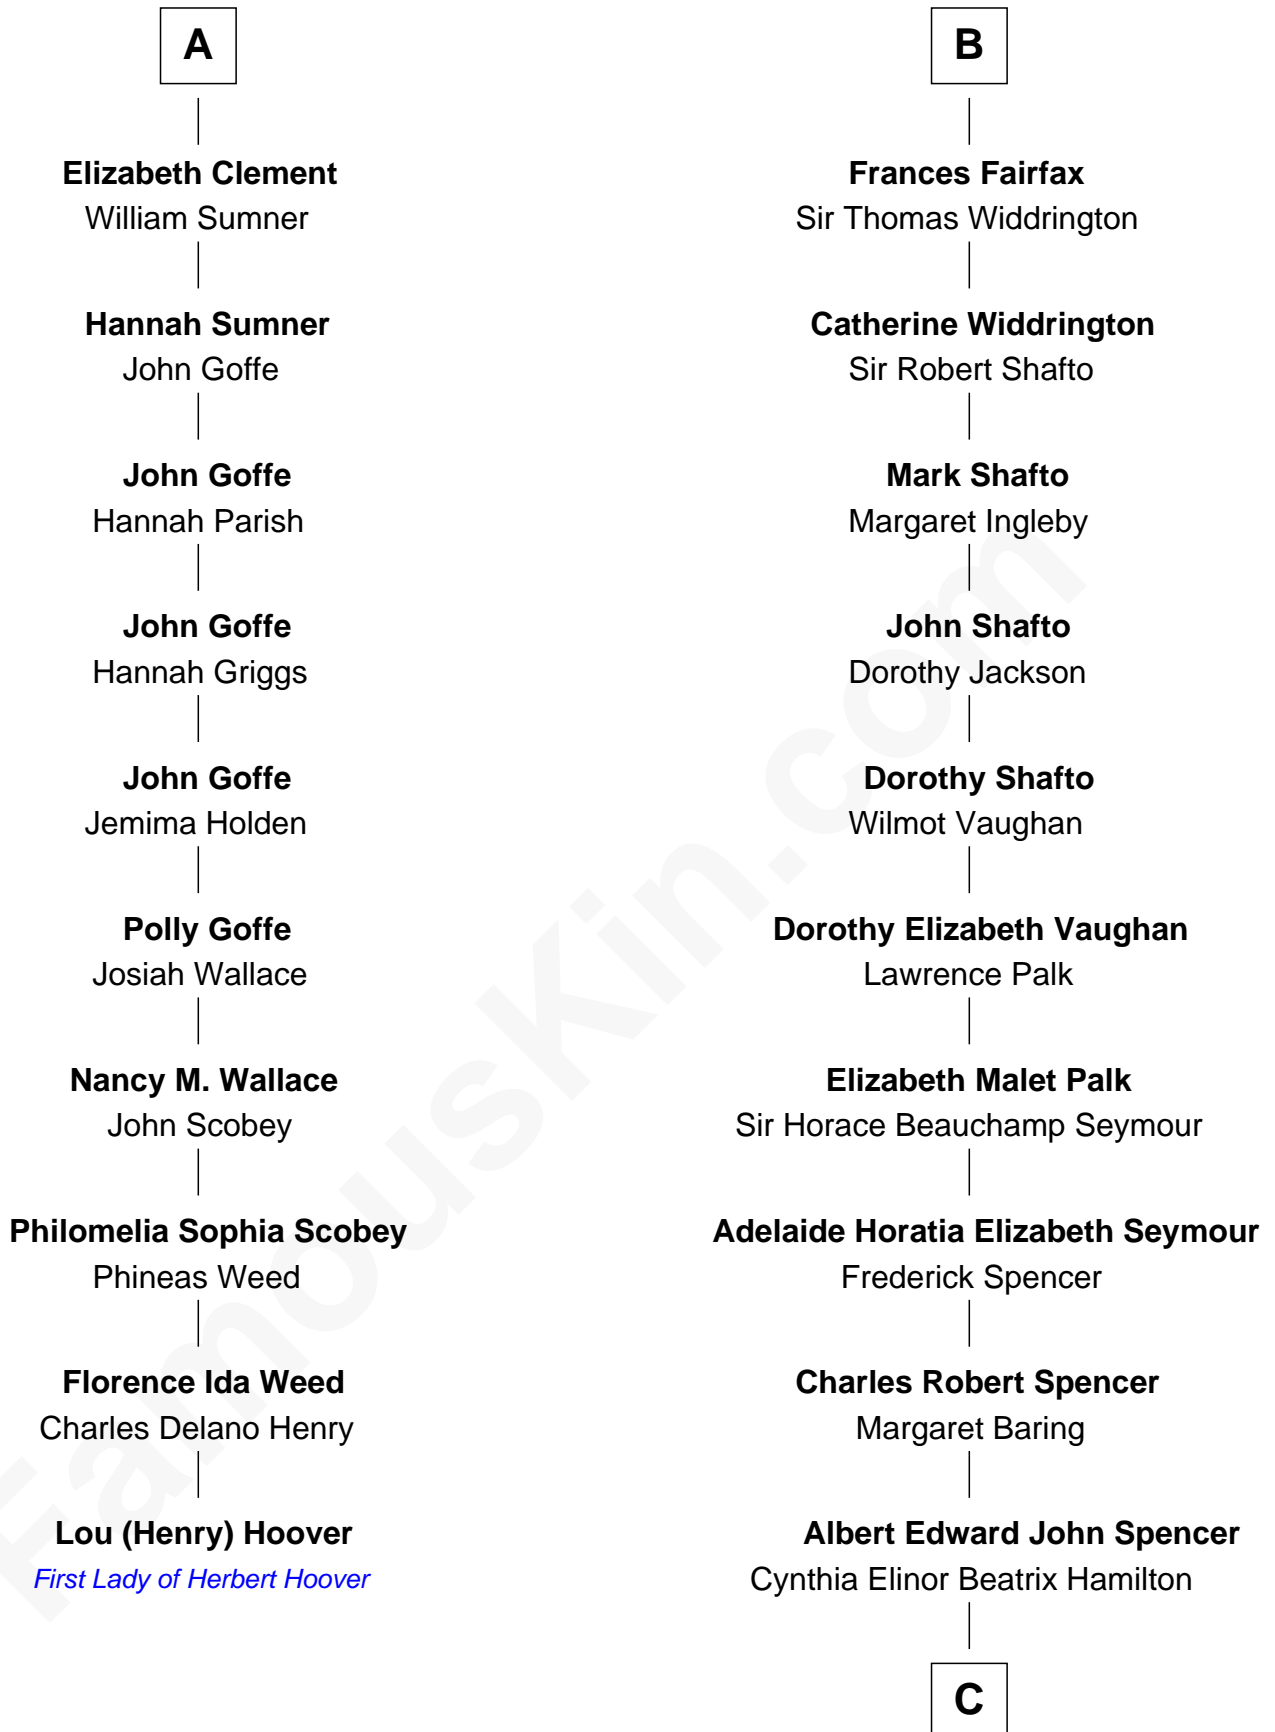 A
Elizabeth Clement
William Sumner
Hannah Sumner
John Goffe
John Goffe
Hannah Parish
John Goffe
Hannah Griggs
John Goffe
Jemima Holden
Polly Goffe
Josiah Wallace
Nancy M. Wallace
John Scobey
Philomelia Sophia Scobey
Phineas Weed
Florence Ida Weed
Charles Delano Henry
Lou (Henry) Hoover
First Lady of Herbert Hoover
B
Frances Fairfax
Sir Thomas Widdrington
Catherine Widdrington
Sir Robert Shafto
Mark Shafto
Margaret Ingleby
John Shafto
Dorothy Jackson
Dorothy Shafto
Wilmot Vaughan
Dorothy Elizabeth Vaughan
Lawrence Palk
Elizabeth Malet Palk
Sir Horace Beauchamp Seymour
Adelaide Horatia Elizabeth Seymour
Frederick Spencer
Charles Robert Spencer
Margaret Baring
Albert Edward John Spencer
Cynthia Elinor Beatrix Hamilton
C
FamousKin.com